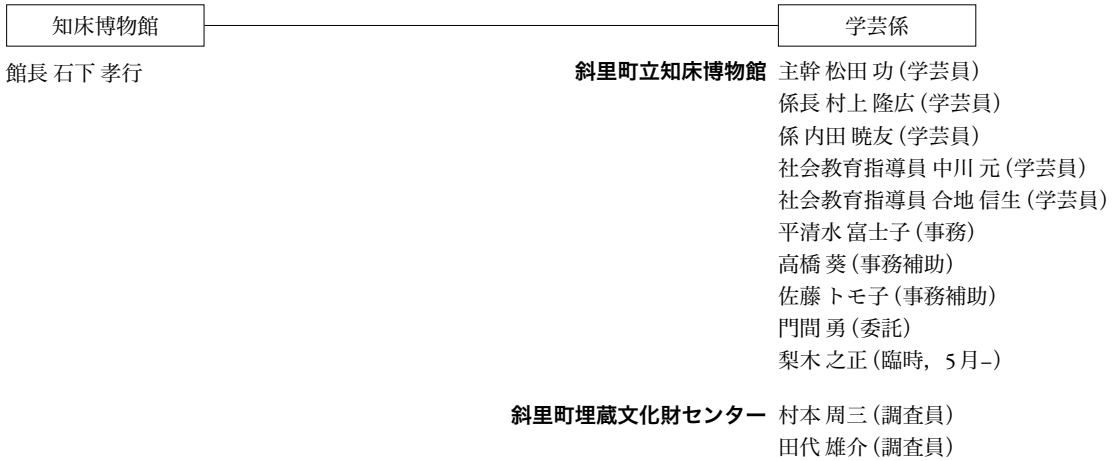 知床博物館
学芸係
館長 石下 孝行
斜里町立知床博物館 主幹 松田 功 (学芸員)
係長 村上 隆広 (学芸員)
係 内田 暁友 (学芸員)
社会教育指導員 中川 元 (学芸員)
社会教育指導員 合地 信生 (学芸員)
平清水 富士子 (事務)
高橋 葵 (事務補助)
佐藤 トモ子 (事務補助)
門間 勇 (委託)
梨木 之正 (臨時，5月–)
斜里町埋蔵文化財センター 村本 周三 (調査員)
田代 雄介 (調査員)